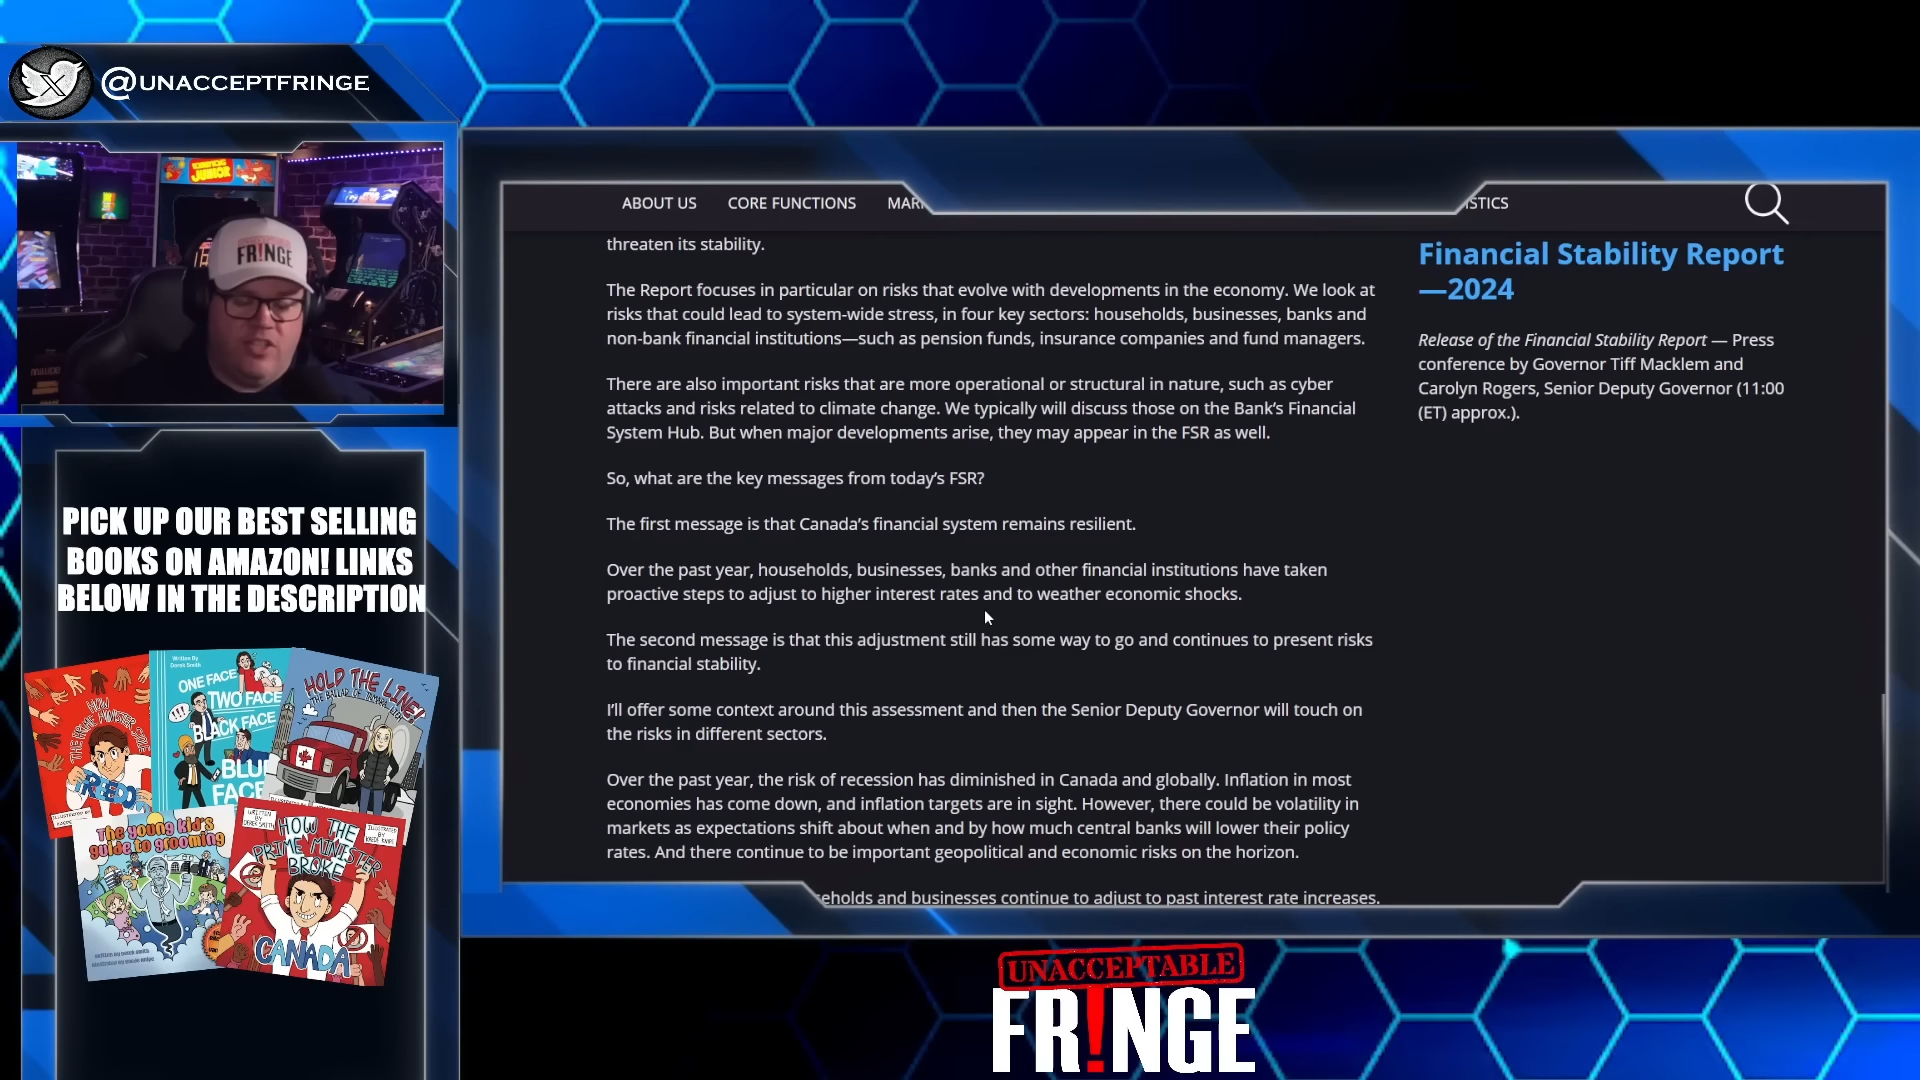 @UNACCEPTFRINGE
JUNIOR
FR!NGE
PICK UP OUR BEST SELLING
BOOKS ON AMAZON! LINKS
BELOW IN THE DESCRIPTION
Written By
Derek Smith
ONE FACE
TWO FACE
BLACK FACE
HOLD THE LINE!
HOW
THE PRIME MINISTER STOLE
FREEDOM
The young kid's
guide to grooming
WRITTEN
BY
DEREK SMITH
HOW THE
PRIME MINISTER
BROKE
CANADA
ABOUT US
CORE FUNCTIONS
threaten its stability.
The Report focuses in particular on risks that evolve with developments in the economy. We look at
risks that could lead to system-wide stress, in four key sectors: households, businesses, banks and
non-bank financial institutions—such as pension funds, insurance companies and fund managers.
There are also important risks that are more operational or structural in nature, such as cyber
attacks and risks related to climate change. We typically will discuss those on the Bank's Financial
System Hub. But when major developments arise, they may appear in the FSR as well.
So, what are the key messages from today's FSR?
The first message is that Canada's financial system remains resilient.
Over the past year, households, businesses, banks and other financial institutions have taken
proactive steps to adjust to higher interest rates and to weather economic shocks.
The second message is that this adjustment still has some way to go and continues to present risks
to financial stability.
I'll offer some context around this assessment and then the Senior Deputy Governor will touch on
the risks in different sectors.
Over the past year, the risk of recession has diminished in Canada and globally. Inflation in most
economies has come down, and inflation targets are in sight. However, there could be volatility in
markets as expectations shift about when and by how much central banks will lower their policy
rates. And there continue to be important geopolitical and economic risks on the horizon.
eholds and businesses continue to adjust to past interest rate increases.
ISTICS
Financial Stability Report
—2024
Release of the Financial Stability Report — Press
conference by Governor Tiff Macklem and
Carolyn Rogers, Senior Deputy Governor (11:00
(ET) approx.).
UNACCEPTABLE
FR!NGE